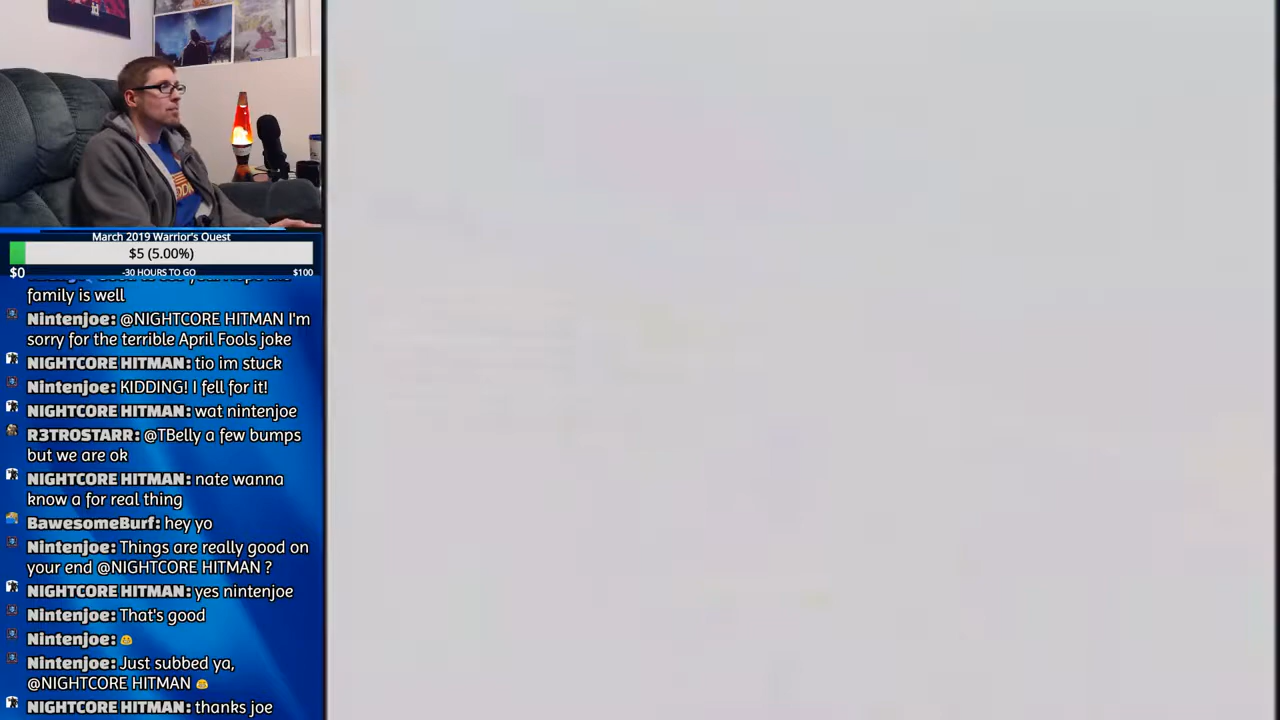 March 2019 Warrior's Quest
$5 (5.00%)
$0
-30 HOURS TO GO
$100
family is well
Nintenjoe: @NIGHTCORE HITMAN I'm
sorry for the terrible April Fools joke
NIGHTCORE HITMAN: tio im stuck
Nintenjoe: KIDDING! I fell for it!
NIGHTCORE HITMAN: wat nintenjoe
R3TROSTARR: @TBelly a few bumps
but we are ok
NIGHTCORE HITMAN: nate wanna
know a for real thing
BawesomeBurf: hey yo
Nintenjoe: Things are really good on
your end @NIGHTCORE HITMAN ?
NIGHTCORE HITMAN: yes nintenjoe
Nintenjoe: That's good
Nintenjoe:
Nintenjoe: Just subbed ya,
@NIGHTCORE HITMAN
NIGHTCORE HITMAN: thanks joe